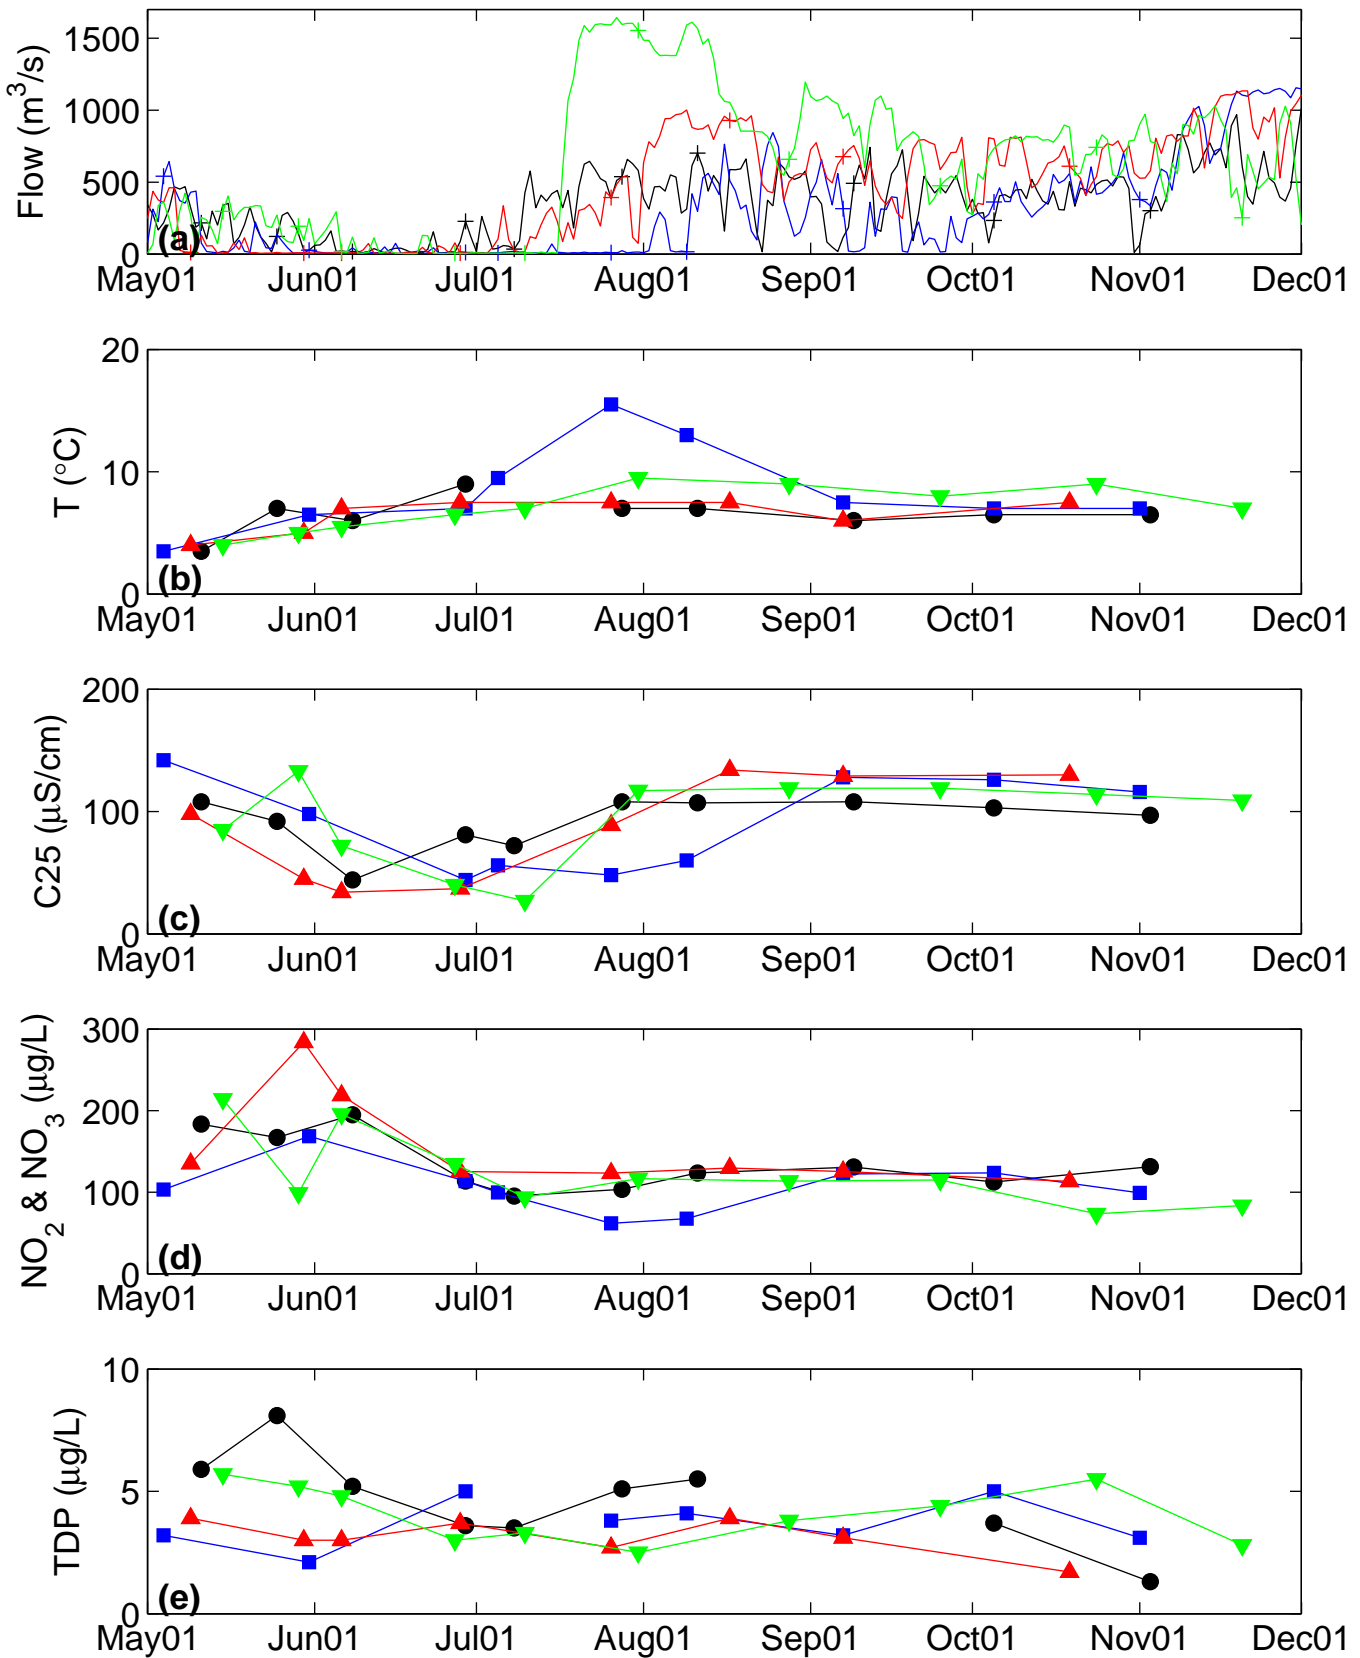 Flow (m³/s)
1500
1000
500
0
(a)
May01 Jun01 Jul01 Aug01 Sep01 Oct01 Nov01 Dec01
T (°C)
20
10
0
(b)
May01 Jun01 Jul01 Aug01 Sep01 Oct01 Nov01 Dec01
C25 (μS/cm)
200
100
0
(c)
May01 Jun01 Jul01 Aug01 Sep01 Oct01 Nov01 Dec01
NO₂ & NO₃ (μg/L)
300
200
100
0
(d)
May01 Jun01 Jul01 Aug01 Sep01 Oct01 Nov01 Dec01
TDP (μg/L)
10
5
0
(e)
May01 Jun01 Jul01 Aug01 Sep01 Oct01 Nov01 Dec01